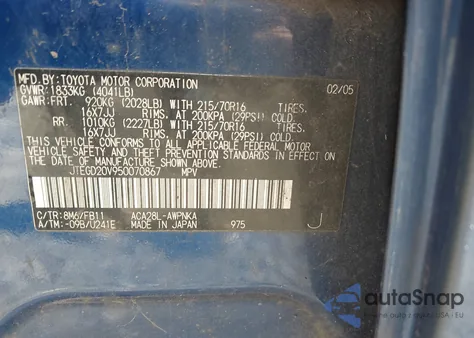 MFD.BY:TOYOTA MOTOR CORPORATION 02/05
GVWR:1833KG (4041LB)
GAWR:FRT. 920KG (2028LB) WITH 215/70R16 TIRES.
16X7JJ RIMS.AT 200KPA (29PSI) COLD.
RR. 1010KG (2227LB) WITH 215/70R16 TIRES.
16X7JJ RIMS.AT 200KPA (29PSI) COLD.
THIS VEHICLE CONFORMS TO ALL APPLICABLE FEDERAL MOTOR
VEHICLE SAFETY
STANDARDS IN EFFECT ON THE DATE OF
MANUFACTURE SHOWN ABOVE.
JTEGD20V950070867 MPV
C/TR:8M6/FB11 ACA28L-AWPNKA
A/TM:-09B/U241E MADE IN JAPAN 975 J
autoSnap